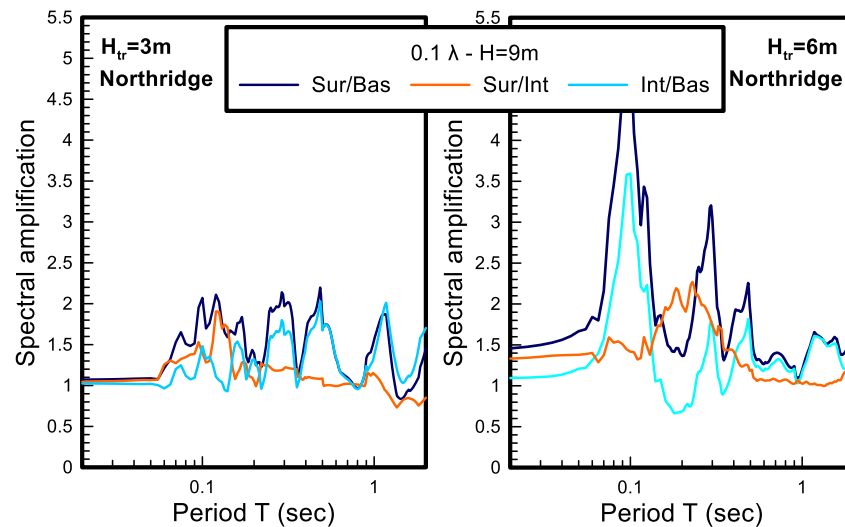 5.5
5
4.5
4
3.5
3
2.5
2
1.5
1
0.5
0
Spectral amplification
H_tr=3m
Northridge
0.1
1
Period T (sec)
0.1 λ - H=9m
Sur/Bas Sur/Int Int/Bas
5.5
5
4.5
4
3.5
3
2.5
2
1.5
1
0.5
0
Spectral amplification
H_tr=6m
Northridge
0.1
1
Period T (sec)